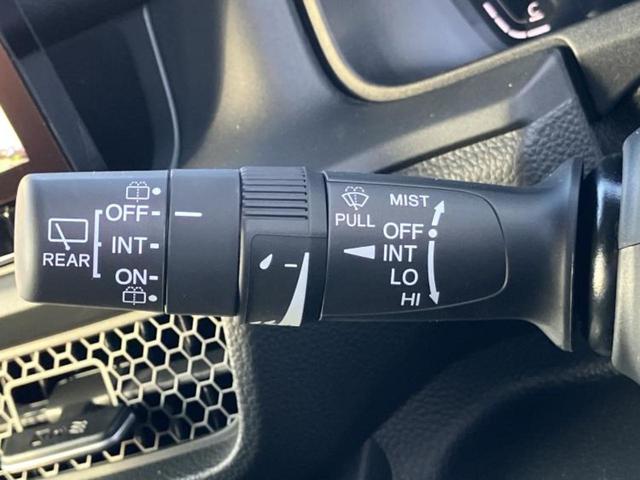 REAR
OFF
INT
ON
PULL
MIST
OFF
INT
LO
HI